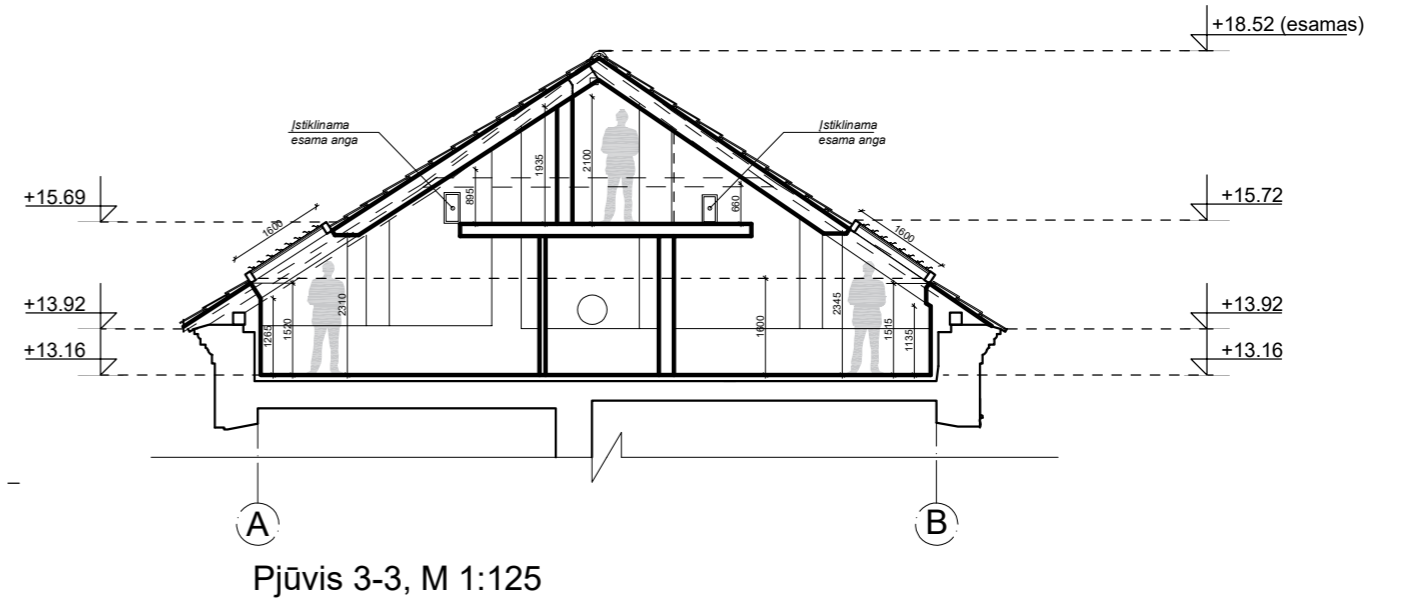 +18.52 (esamas)
Įstiklinama
esama anga
Įstiklinama
esama anga
1935
2100
895
660
+15.69
+15.72
1600
1600
2310
2345
1265
1520
1600
1515
1135
+13.92
+13.92
+13.16
+13.16
A
B
Pjūvis 3-3, M 1:125